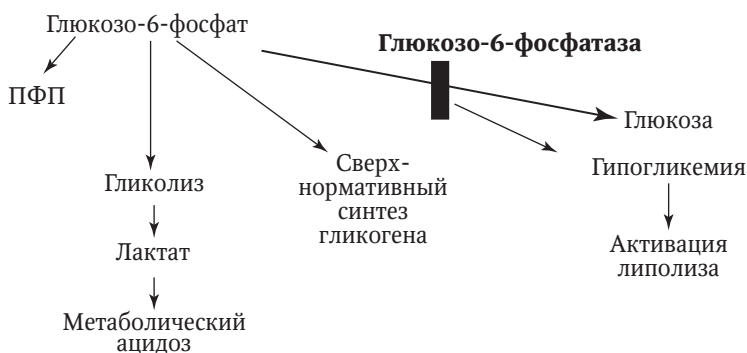 Глюкозо-6-фосфат
Глюкозо-6-фосфатаза
ПФП
Глюкоза
Гликолиз
Сверх-
нормативный
синтез
гликогена
Гипогликемия
Лактат
Активация
липолиза
Метаболический
ацидоз